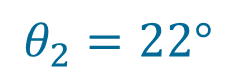 θ₂ = 22°